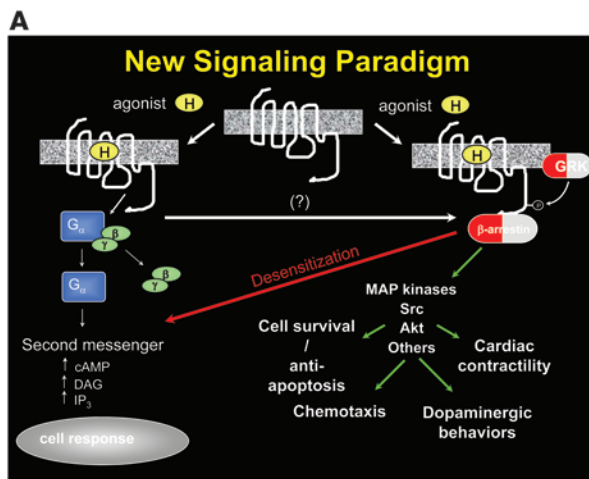 A
New Signaling Paradigm
agonist H
agonist H
H
H
GRK
P
Gα
β
γ
(?)
β-arrestin
β
γ
Desensitization
Gα
MAP kinases
Src
Akt
Others
Second messenger
↑ cAMP
↑ DAG
↑ IP3
Cell survival
/
anti-
apoptosis
Cardiac
contractility
Chemotaxis
Dopaminergic
behaviors
cell response